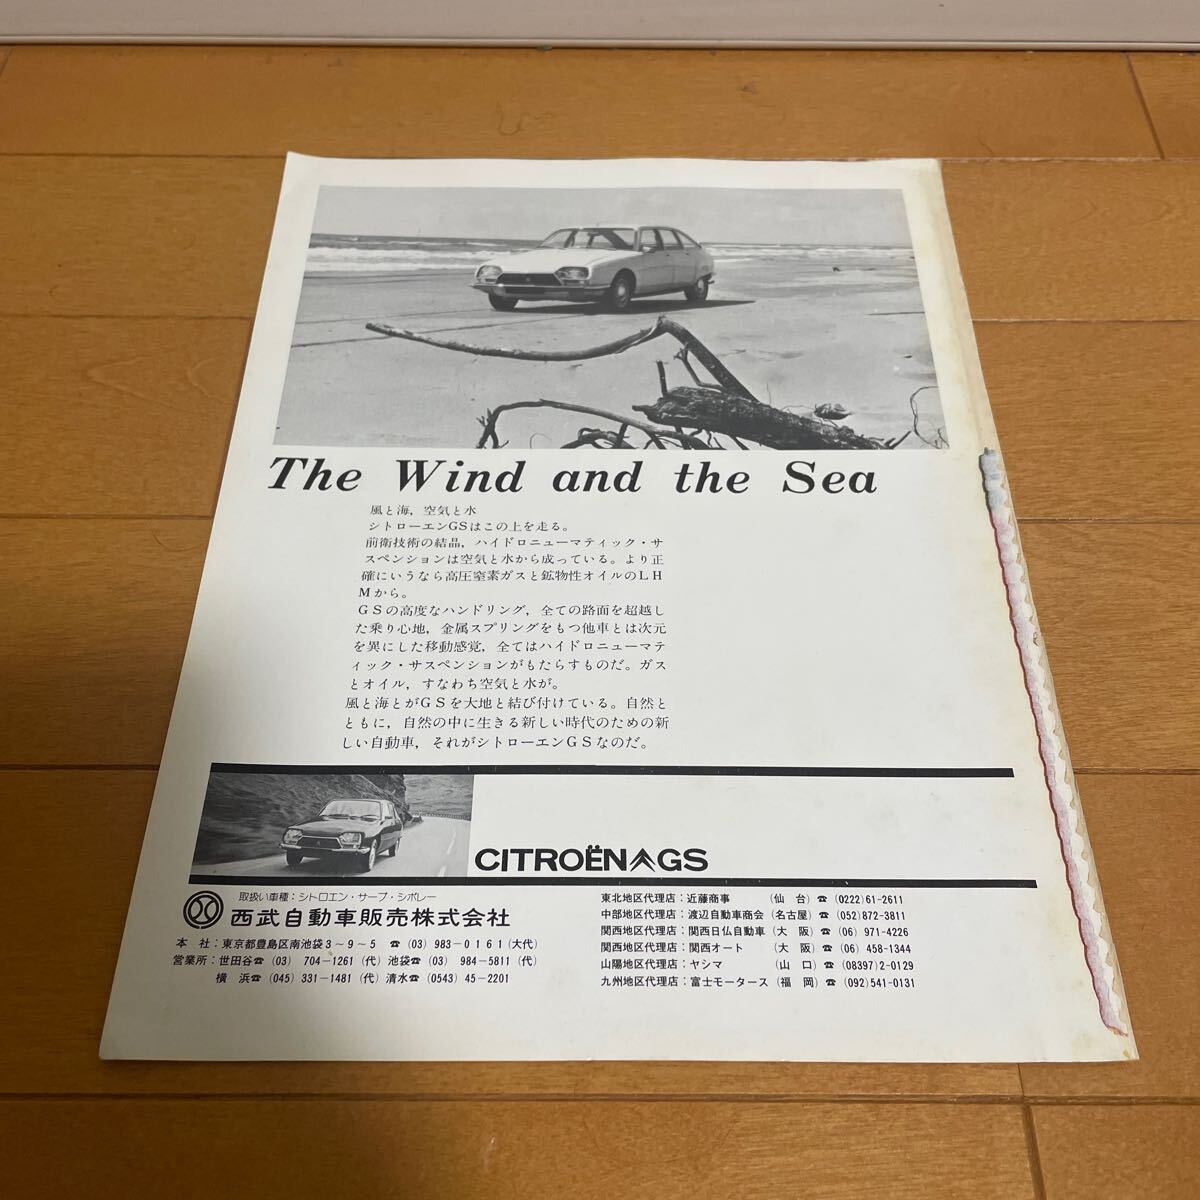 The Wind and the Sea
風と海，空気と水
シトローエンGSはこの上を走る。
前衛技術の結晶，ハイドロニューマティック・サ
スペンションは空気と水から成っている。より正
確にいうなら高圧窒素ガスと鉱物性オイルのLH
Mから。
GSの高度なハンドリング，全ての路面を超越し
た乗り心地，金属スプリングをもつ他車とは次元
を異にした移動感覚，全てはハイドロニューマテ
ィック・サスペンションがもたらすものだ。ガス
とオイル，すなわち空気と水が。
風と海とがGSを大地と結び付けている。自然と
ともに，自然の中に生きる新しい時代のための新
しい自動車，それがシトローエンGSなのだ。
CITROËN GS
取扱い車種：シトロエン・サーブ・シボレー
西武自動車販売株式会社
本　社：東京都豊島区南池袋3〜9〜5　☎ (03) 983−0161 (大代)
営業所：世田谷☎ (03) 704−1261 (代) 池袋☎ (03) 984−5811 (代)
横　浜☎ (045) 331−1481 (代) 清水☎ (0543) 45−2201
東北地区代理店：近藤商事　(仙　台) ☎ (0222) 61-2611
中部地区代理店：渡辺自動車商会 (名古屋) ☎ (052) 872-3811
関西地区代理店：関西日仏自動車 (大　阪) ☎ (06) 971-4226
関西地区代理店：関西オート　(大　阪) ☎ (06) 458-1344
山陽地区代理店：ヤシマ　(山　口) ☎ (08397) 2-0129
九州地区代理店：富士モータース (福　岡) ☎ (092) 541-0131